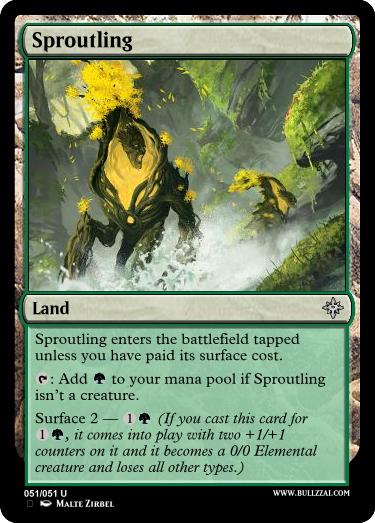 Sproutling
Land
Sproutling enters the battlefield tapped
unless you have paid its surface cost.
: Add to your mana pool if Sproutling
isn't a creature.
Surface 2 — 1 (If you cast this card for
1 , it comes into play with two +1/+1
counters on it and it becomes a 0/0 Elemental
creature and loses all other types.)
051/051 U
Malte Zirbel
www.bullzzai.com